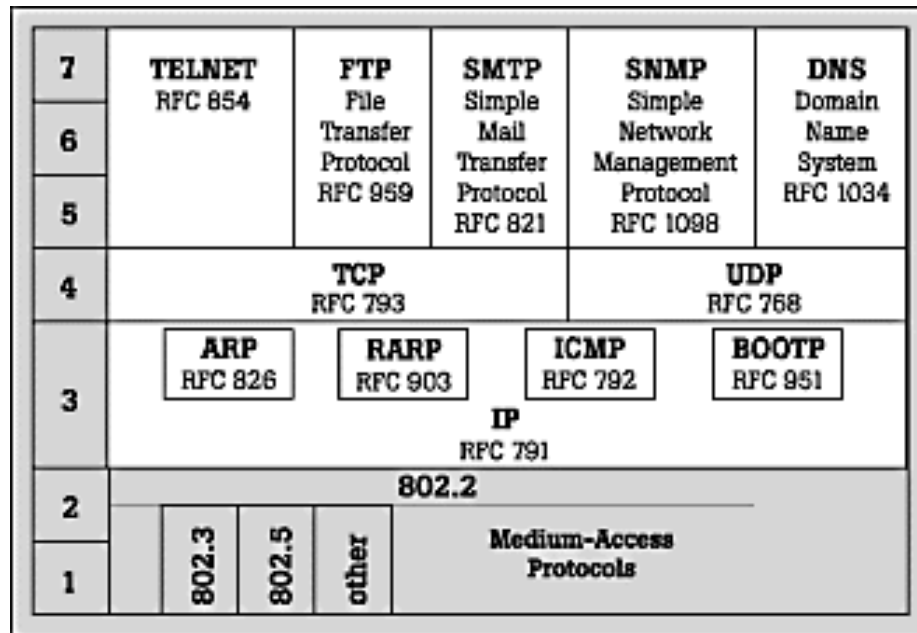 7
6
5
TELNET
RFC 854
FTP
File
Transfer
Protocol
RFC 959
SMTP
Simple
Mail
Transfer
Protocol
RFC 821
SNMP
Simple
Network
Management
Protocol
RFC 1098
DNS
Domain
Name
System
RFC 1034
4
TCP
RFC 793
UDP
RFC 768
3
ARP
RFC 826
RARP
RFC 903
ICMP
RFC 792
BOOTP
RFC 951
IP
RFC 791
2
802.2
1
802.3
802.5
other
Medium-Access
Protocols